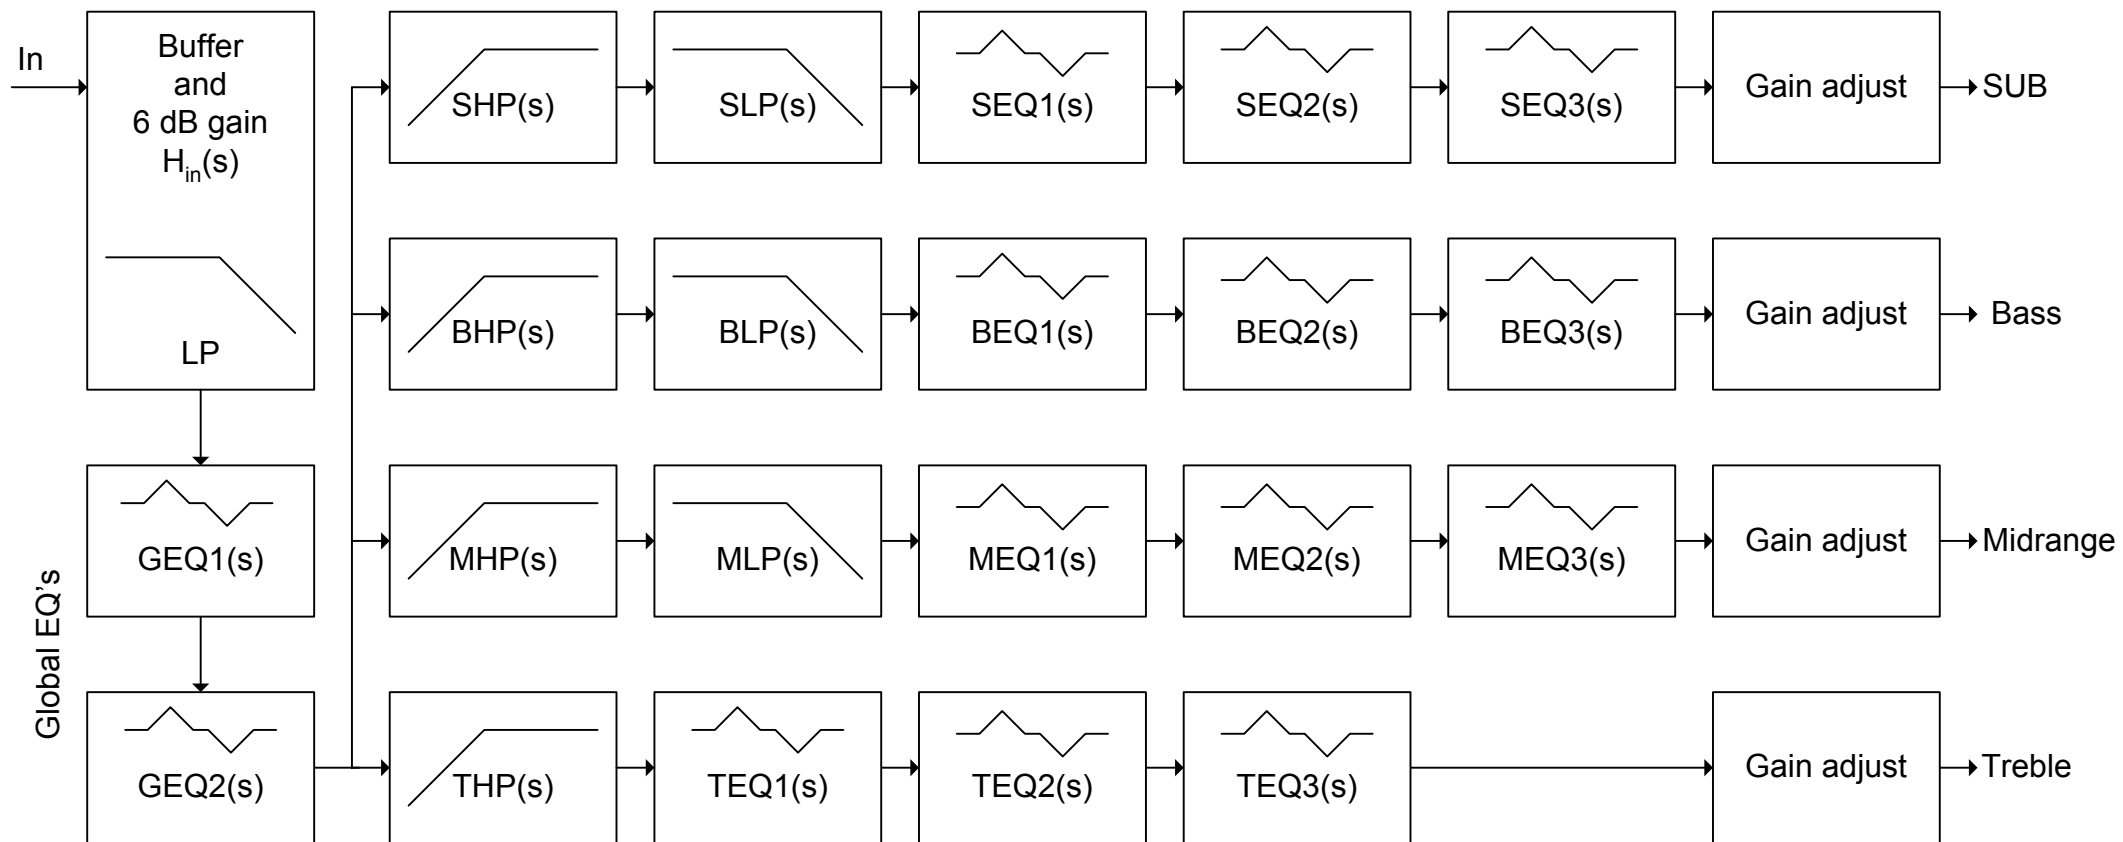 In
Buffer
and
6 dB gain
Hin(s)
LP
GEQ1(s)
GEQ2(s)
Global EQ's
SHP(s)
SLP(s)
SEQ1(s)
SEQ2(s)
SEQ3(s)
Gain adjust
SUB
BHP(s)
BLP(s)
BEQ1(s)
BEQ2(s)
BEQ3(s)
Gain adjust
Bass
MHP(s)
MLP(s)
MEQ1(s)
MEQ2(s)
MEQ3(s)
Gain adjust
Midrange
THP(s)
TEQ1(s)
TEQ2(s)
TEQ3(s)
Gain adjust
Treble